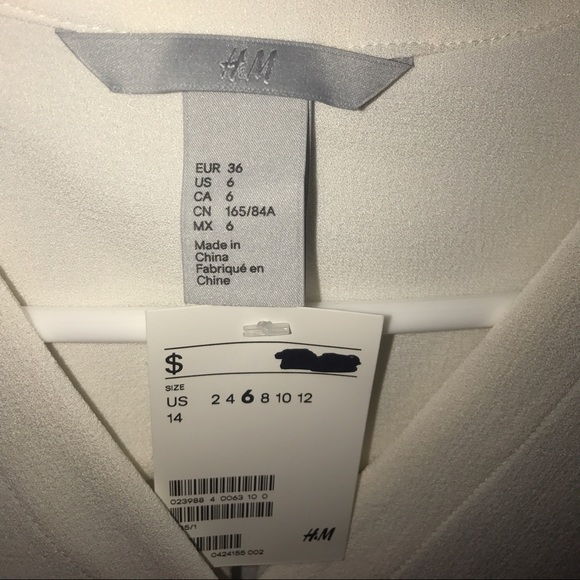 H&M
EUR 36
US 6
CA 6
CN 165/84A
MX 6
Made in
China
Fabriqué en
Chine
$
SIZE
US 2 4 6 8 10 12
14
023988 4 0063 10 0
H&M
0424155 002